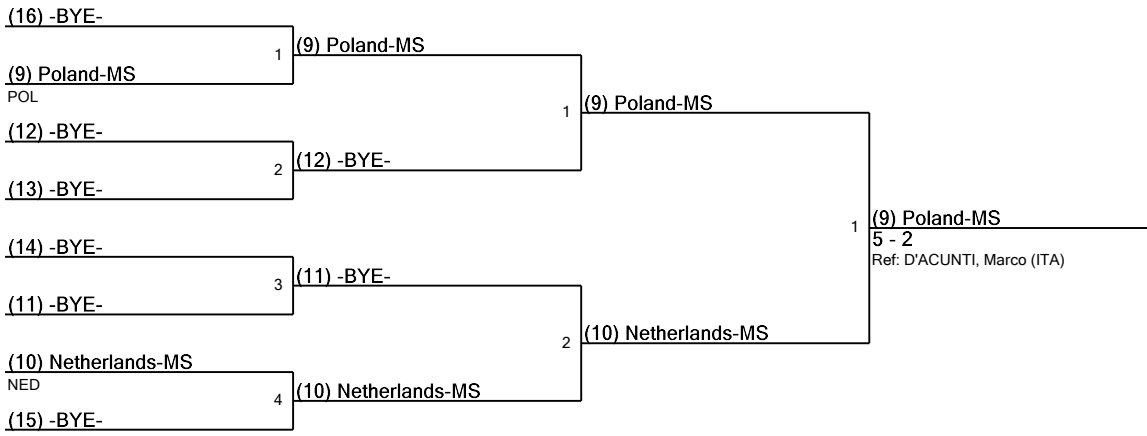 (16) -BYE-
1
(9) Poland-MS
(9) Poland-MS
POL
1
(9) Poland-MS
(12) -BYE-
2
(12) -BYE-
(13) -BYE-
1
(9) Poland-MS
5 - 2
Ref: D'ACUNTI, Marco (ITA)
(14) -BYE-
3
(11) -BYE-
(11) -BYE-
2
(10) Netherlands-MS
(10) Netherlands-MS
NED
4
(10) Netherlands-MS
(15) -BYE-